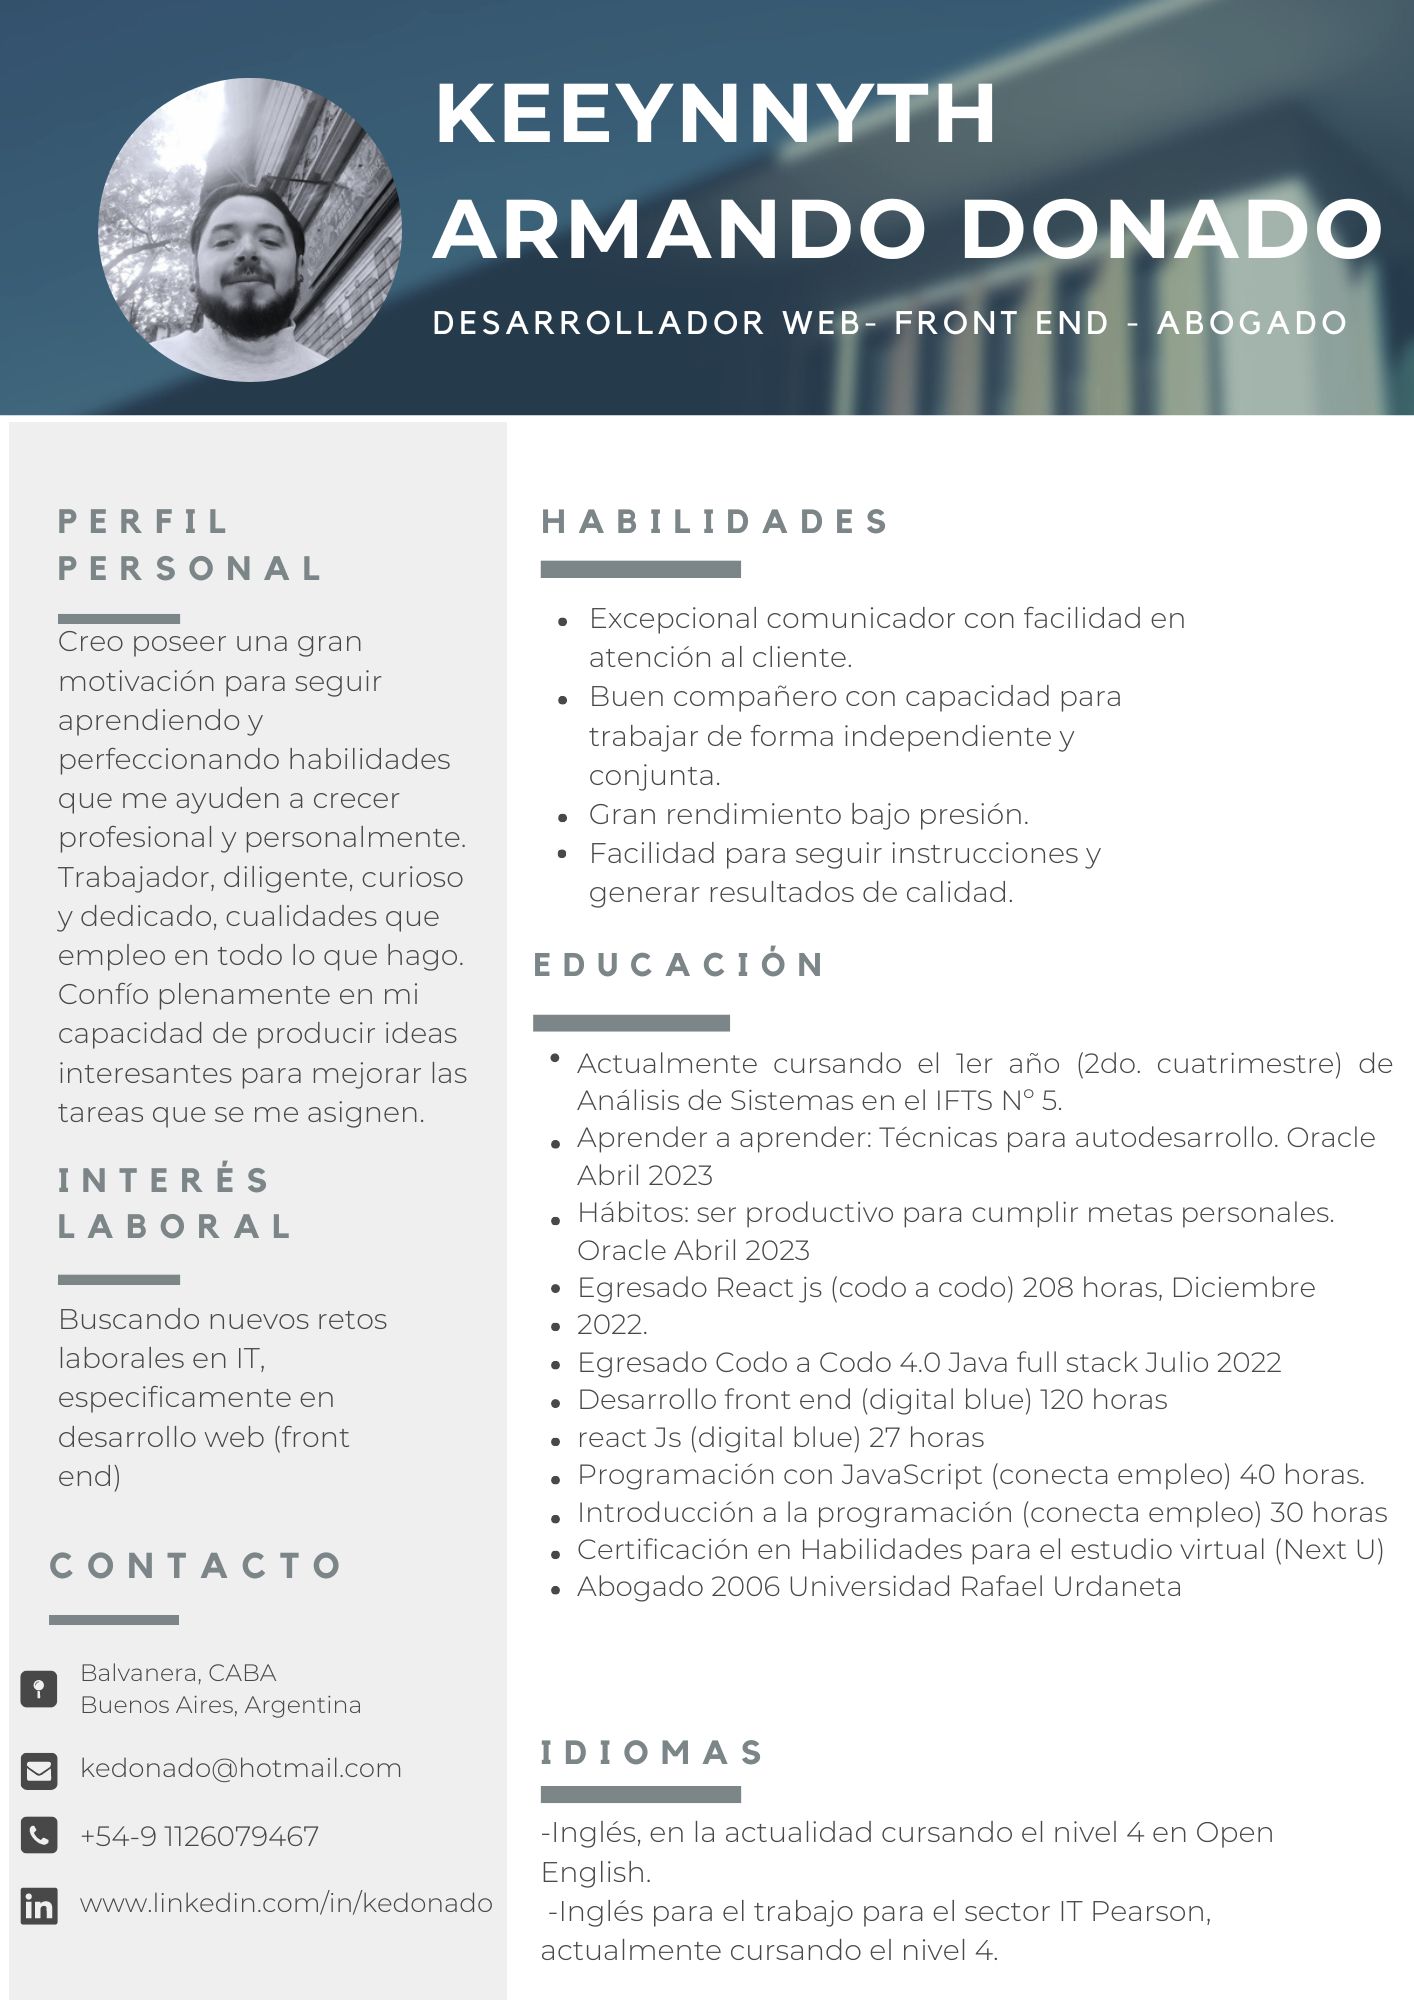 KEEYNNYTH
ARMANDO DONADO
DESARROLLADOR WEB- FRONT END - ABOGADO
PERFIL
PERSONAL
Creo poseer una gran
motivación para seguir
aprendiendo y
perfeccionando habilidades
que me ayuden a crecer
profesional y personalmente.
Trabajador, diligente, curioso
y dedicado, cualidades que
empleo en todo lo que hago.
Confío plenamente en mi
capacidad de producir ideas
interesantes para mejorar las
tareas que se me asignen.
INTERÉS
LABORAL
Buscando nuevos retos
laborales en IT,
especificamente en
desarrollo web (front
end)
CONTACTO
Balvanera, CABA
Buenos Aires, Argentina
kedonado@hotmail.com
+54-9 1126079467
www.linkedin.com/in/kedonado
HABILIDADES
• Excepcional comunicador con facilidad en
atención al cliente.
• Buen compañero con capacidad para
trabajar de forma independiente y
conjunta.
• Gran rendimiento bajo presión.
• Facilidad para seguir instrucciones y
generar resultados de calidad.
EDUCACIÓN
• Actualmente cursando el 1er año (2do. cuatrimestre) de
Análisis de Sistemas en el IFTS Nº 5.
• Aprender a aprender: Técnicas para autodesarrollo. Oracle
Abril 2023
• Hábitos: ser productivo para cumplir metas personales.
Oracle Abril 2023
• Egresado React js (codo a codo) 208 horas, Diciembre
• 2022.
• Egresado Codo a Codo 4.0 Java full stack Julio 2022
• Desarrollo front end (digital blue) 120 horas
• react Js (digital blue) 27 horas
• Programación con JavaScript (conecta empleo) 40 horas.
• Introducción a la programación (conecta empleo) 30 horas
• Certificación en Habilidades para el estudio virtual (Next U)
• Abogado 2006 Universidad Rafael Urdaneta
IDIOMAS
-Inglés, en la actualidad cursando el nivel 4 en Open
English.
-Inglés para el trabajo para el sector IT Pearson,
actualmente cursando el nivel 4.